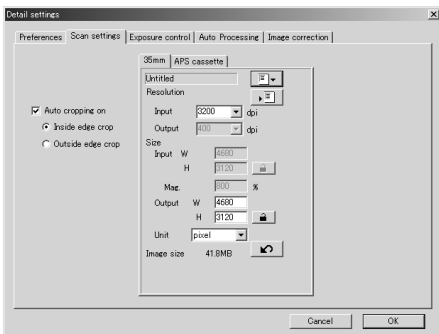 Detail settings
Preferences Scan settings Exposure control Auto Processing Image correction
35mm APS cassette
Untitled
Resolution
Auto cropping on
Inside edge crop
Outside edge crop
Input 3200 dpi
Output 400 dpi
Size
Input W 4680
H 3120
Mag. 800 %
Output W 4680
H 3120
Unit pixel
Image size 41.8MB
Cancel OK